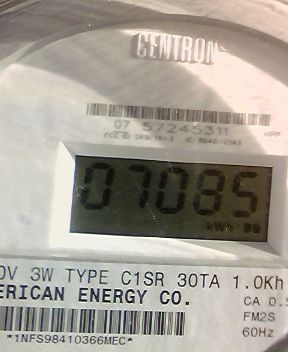 CENTRON®
07 57245311
07085
kWh
0V 3W TYPE C1SR 30TA 1.0Kh
ERICAN ENERGY CO.
CA 0.5
FM2S
60Hz
*1NFS98410366MEC*